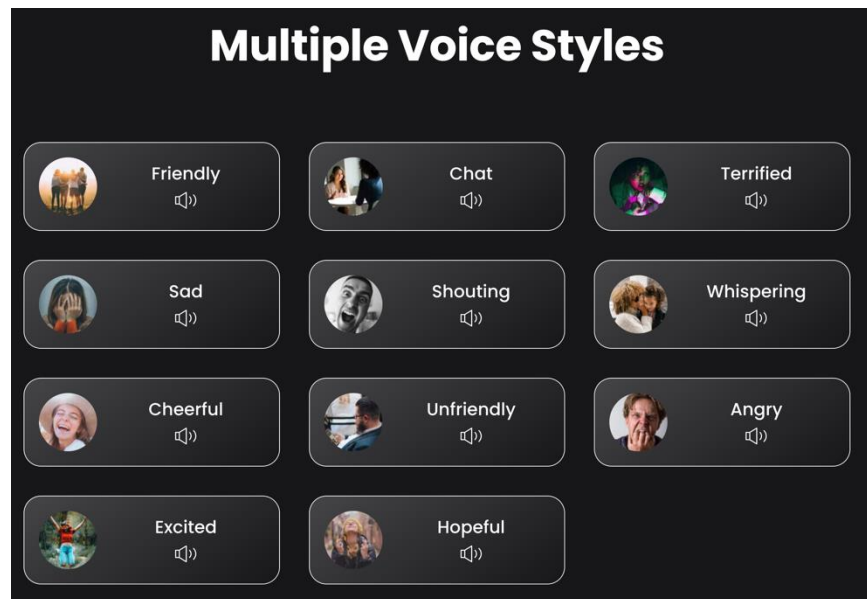 Multiple Voice Styles
Friendly
Chat
Terrified
Sad
Shouting
Whispering
Cheerful
Unfriendly
Angry
Excited
Hopeful